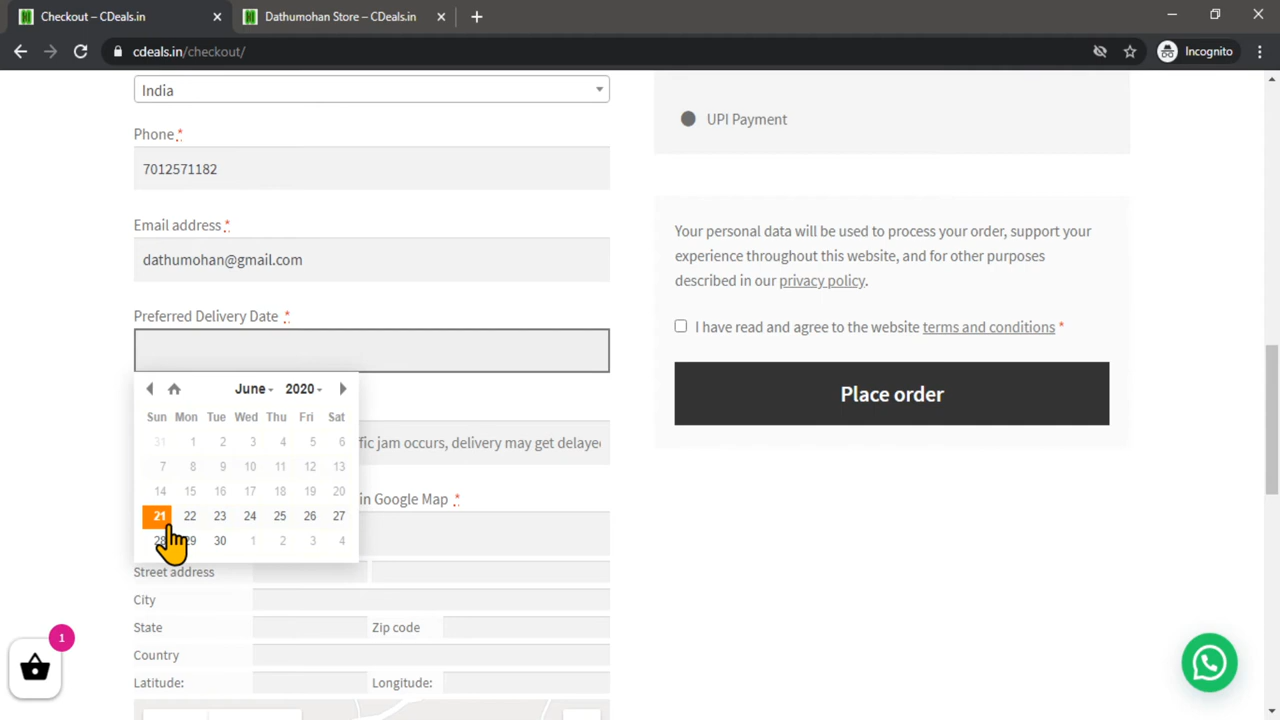 Checkout – CDeals.in
Dathumohan Store – CDeals.in
cdeals.in/checkout/
Incognito
India
Phone *
7012571182
Email address *
dathumohan@gmail.com
Preferred Delivery Date *
June 2020
Sun Mon Tue Wed Thu Fri Sat
31 1 2 3 4 5 6
7 8 9 10 11 12 13
14 15 16 17 18 19 20
21 22 23 24 25 26 27
28 29 30 1 2 3 4
jam occurs, delivery may get delayed
in Google Map *
Street address
City
State
Zip code
Country
Latitude:
Longitude:
UPI Payment
Your personal data will be used to process your order, support your
experience throughout this website, and for other purposes
described in our privacy policy.
I have read and agree to the website terms and conditions *
Place order
1